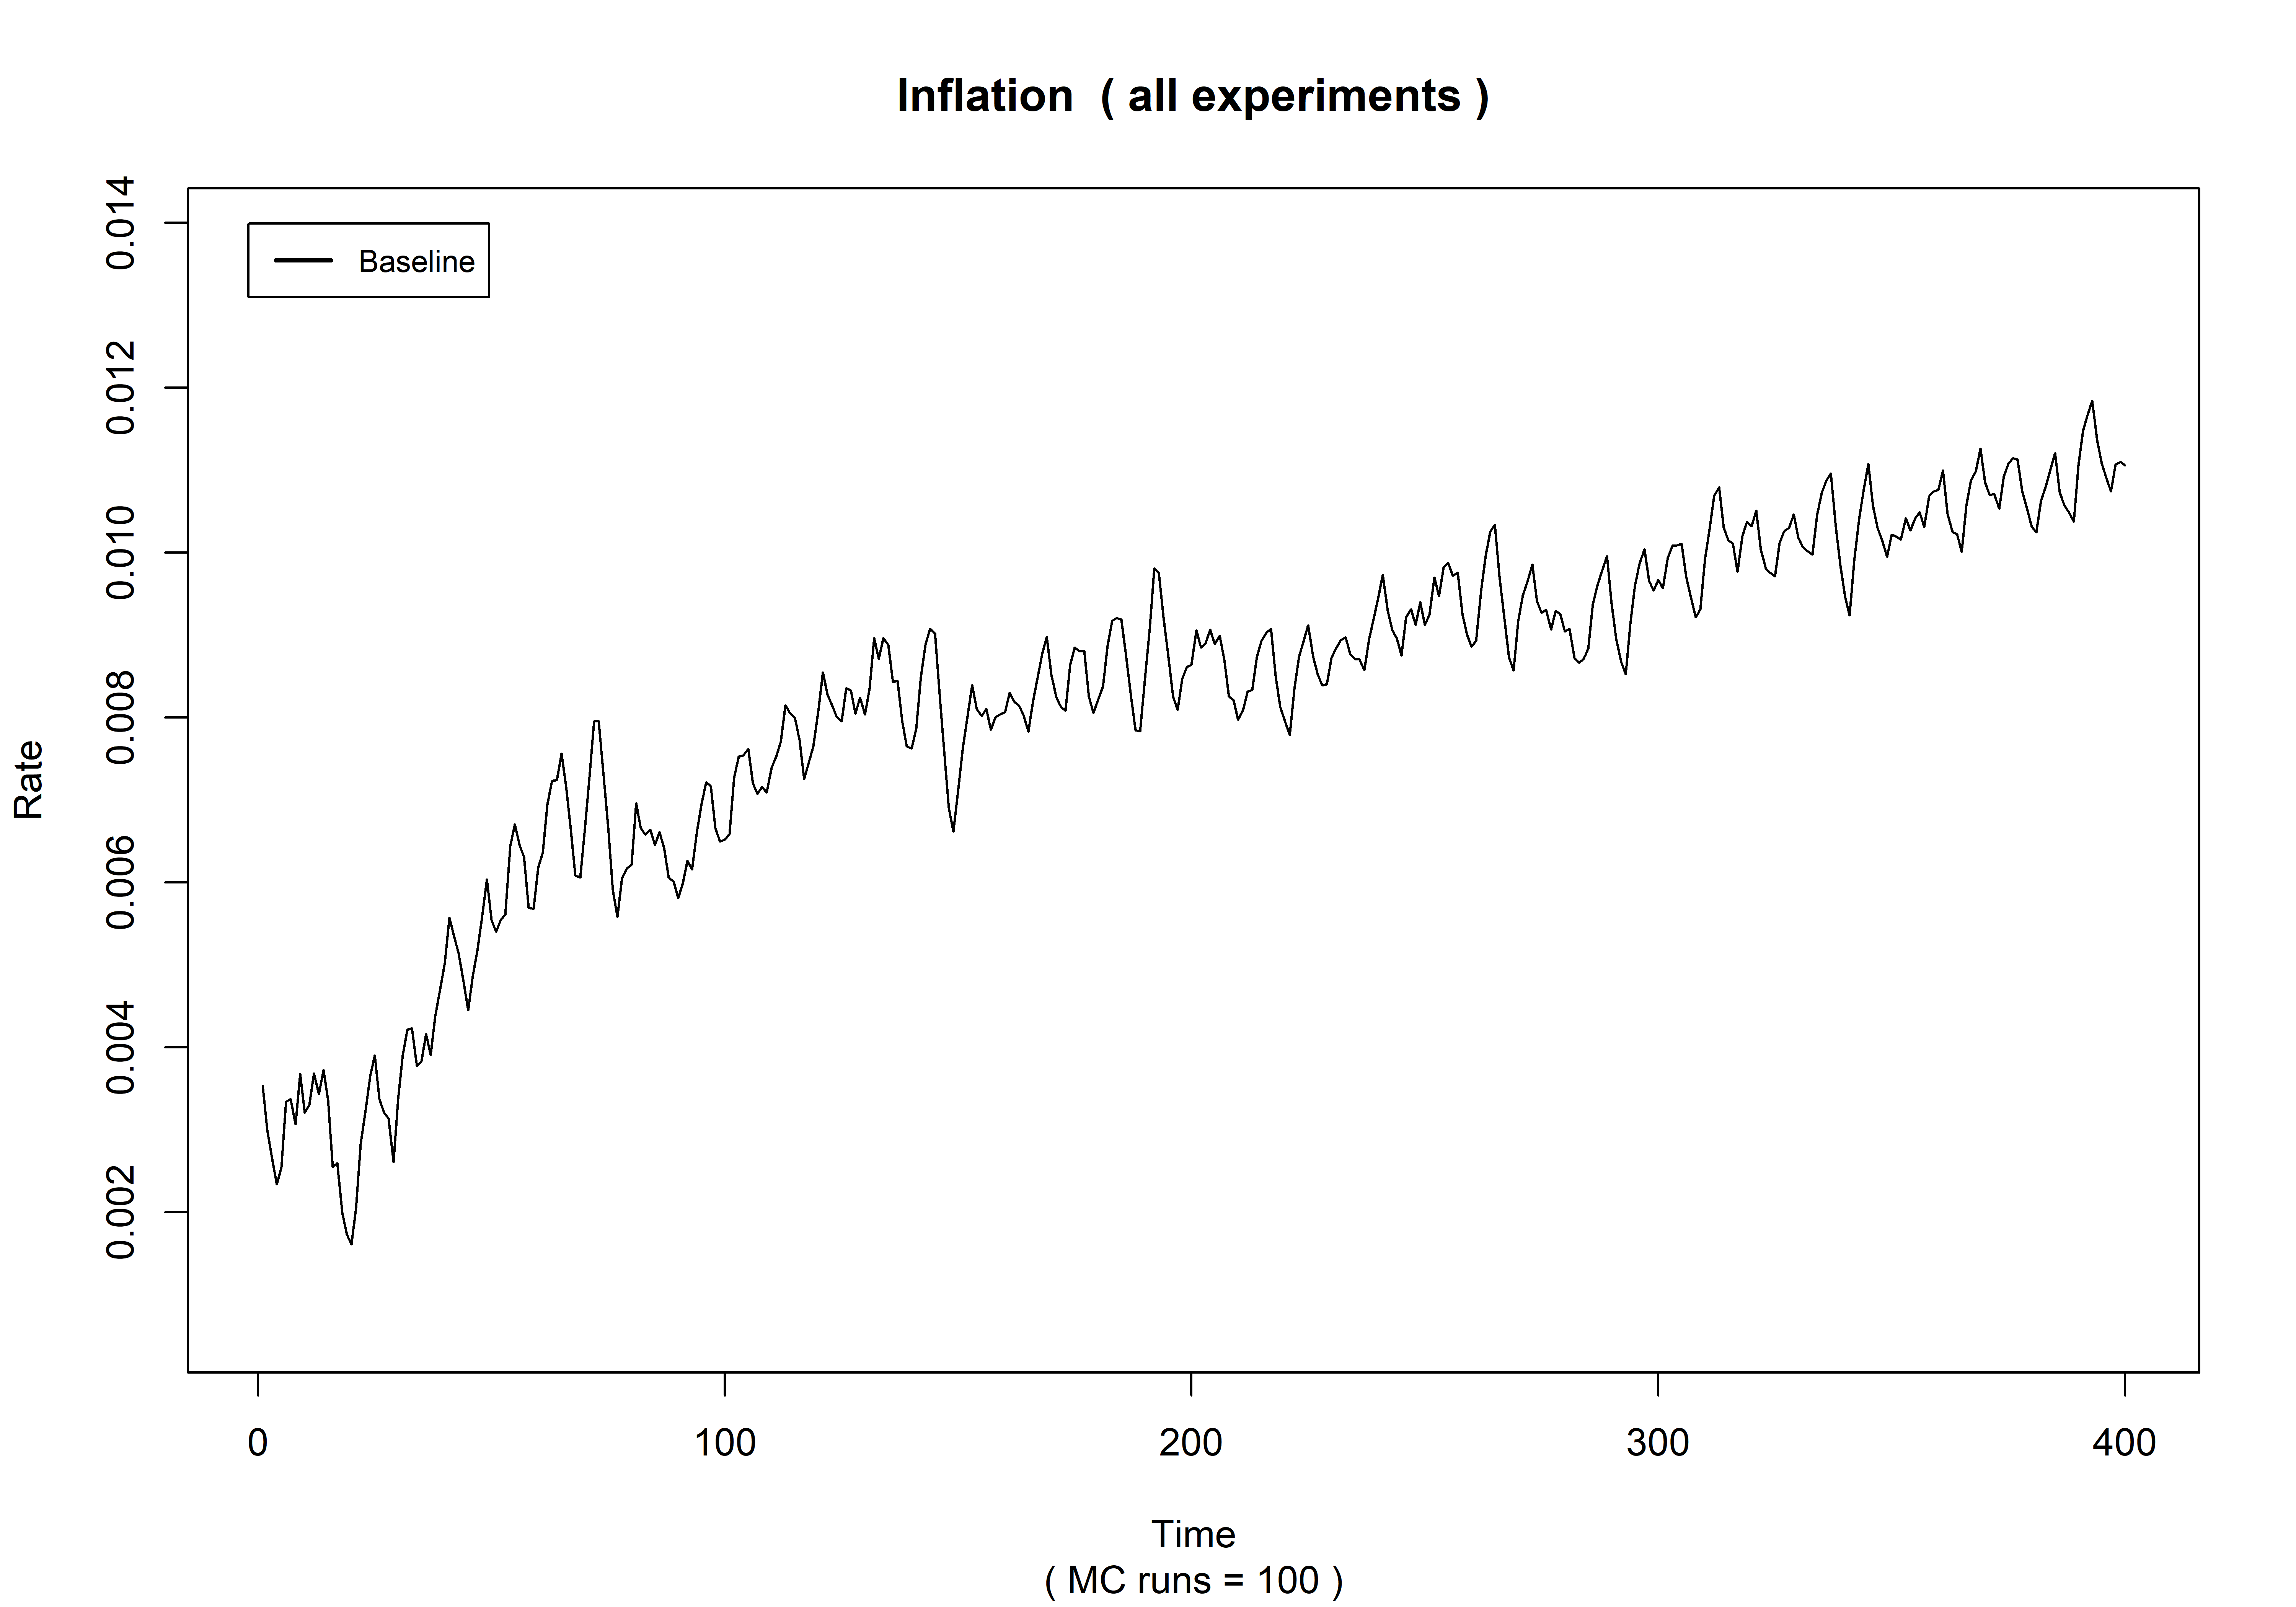 Inflation ( all experiments )
0.014
0.012
0.010
0.008
0.006
0.004
0.002
Rate
Baseline
0 100 200 300 400
Time
( MC runs = 100 )